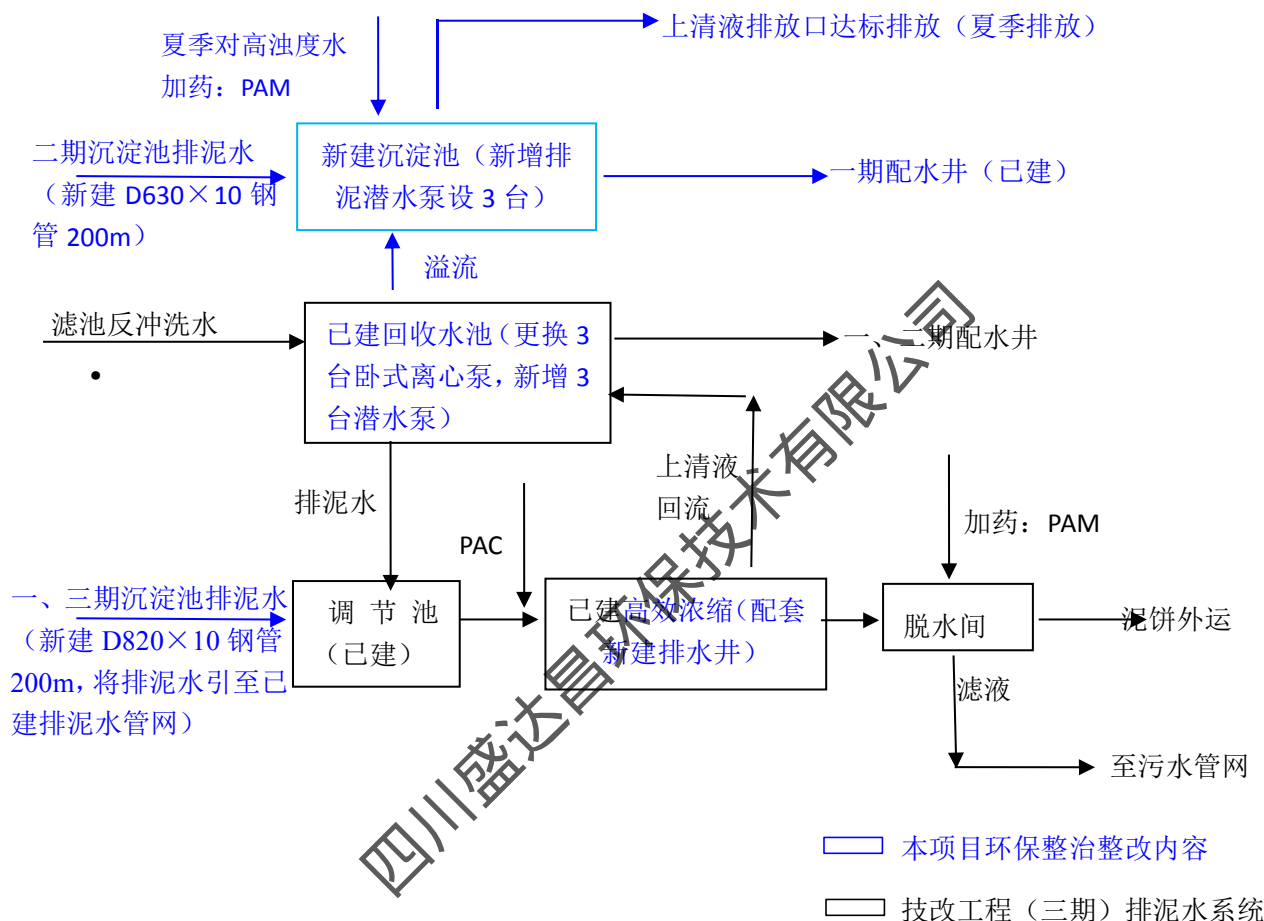 上清液排放口达标排放（夏季排放）
夏季对高浊度水
加药：PAM
二期沉淀池排泥水
（新建 D630×10 钢
管 200m）
新建沉淀池（新增排
泥潜水泵设 3 台）
一期配水井（已建）
溢流
滤池反冲洗水
已建回收水池（更换 3
台卧式离心泵，新增 3
台潜水泵）
一、二期配水井
排泥水
PAC
上清液
回流
加药：PAM
一、三期沉淀池排泥水
（新建 D820×10 钢管
200m，将排泥水引至已
建排泥水管网）
调 节 池
（已建）
已建高效浓缩（配套
新建排水井）
脱水间
泥饼外运
滤液
至污水管网
本项目环保整治整改内容
技改工程（三期）排泥水系统
四川盛达昌环保技术有限公司